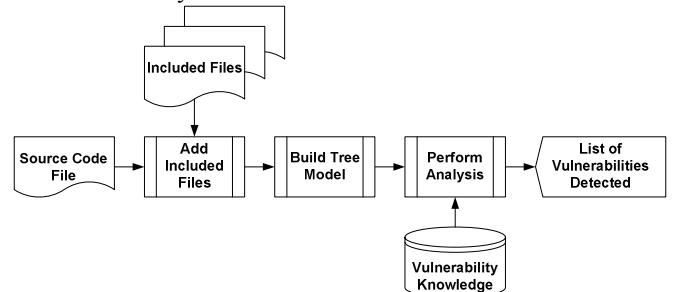 Included Files
Source Code
File
Add
Included
Files
Build Tree
Model
Perform
Analysis
List of
Vulnerabilities
Detected
Vulnerability
Knowledge